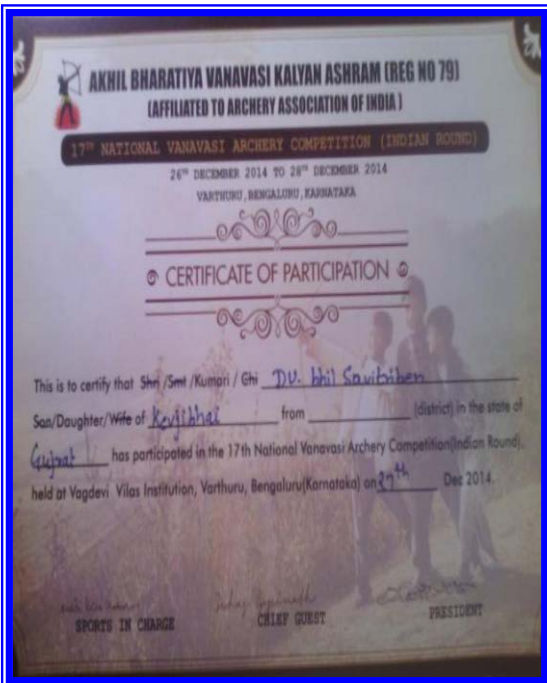 AKHIL BHARATIYA VANAVASI KALYAN ASHRAM (REG NO 79)
(AFFILIATED TO ARCHERY ASSOCIATION OF INDIA )
17TH NATIONAL VANAVASI ARCHERY COMPETITION (INDIAN ROUND)
26TH DECEMBER 2014 TO 28TH DECEMBER 2014
VARTHURU, BENGALURU, KARNATAKA
CERTIFICATE OF PARTICIPATION
This is to certify that Shri /Smt /Kumari / Chi DU. bhil Savitriben
Son/Daughter/Wife of Kevjibhai from (district) in the state of
Gujrat has participated in the 17th National Vanavasi Archery Competition(Indian Round),
held at Vagdevi Vilas Institution, Varthuru, Bengaluru(Karnataka) on 27th Dec 2014.
SPORTS IN CHARGE CHIEF GUEST PRESIDENT